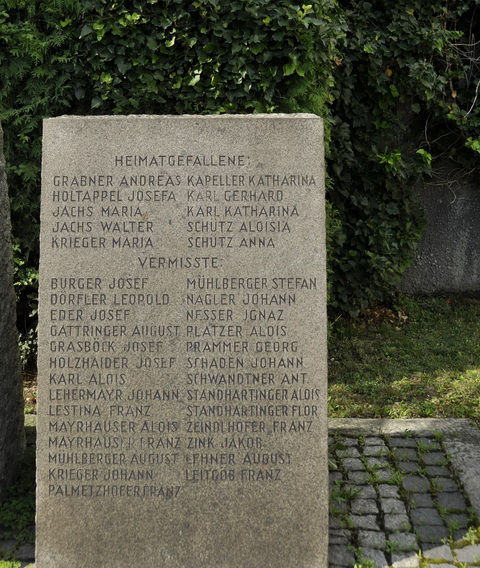 HEIMATGEFALLENE:
GRABNER ANDREAS KAPELLER KATHARINA
HOLTAPPEL JOSEFA KARL GERHARD
JACHS MARIA KARL KATHARINA
JACHS WALTER SCHÜTZ ALOISIA
KRIEGER MARIA SCHÜTZ ANNA
VERMISSTE:
BURGER JOSEF MÜHLBERGER STEFAN
DÖRFLER LEOPOLD NAGLER JOHANN
EDER JOSEF NESSER JGNAZ
GATTRINGER AUGUST PLATZER ALOIS
GRASBÖCK JOSEF PRAMMER GEORG
HOLZHAIDER JOSEF SCHADEN JOHANN
KARL ALOIS SCHWANDTNER ANT.
LEHERMAYR JOHANN STANDHARTINGER ALOIS
LESTINA FRANZ STANDHARTINGER FLOR
MAYRHAUSER ALOIS ZEINDLHOFER FRANZ
MAYRHAUSER FRANZ ZINK JAKOB
MÜHLBERGER AUGUST LEHNER AUGUST
KRIEGER JOHANN LEITGÖB FRANZ
PALMETZHOFER FRANZ